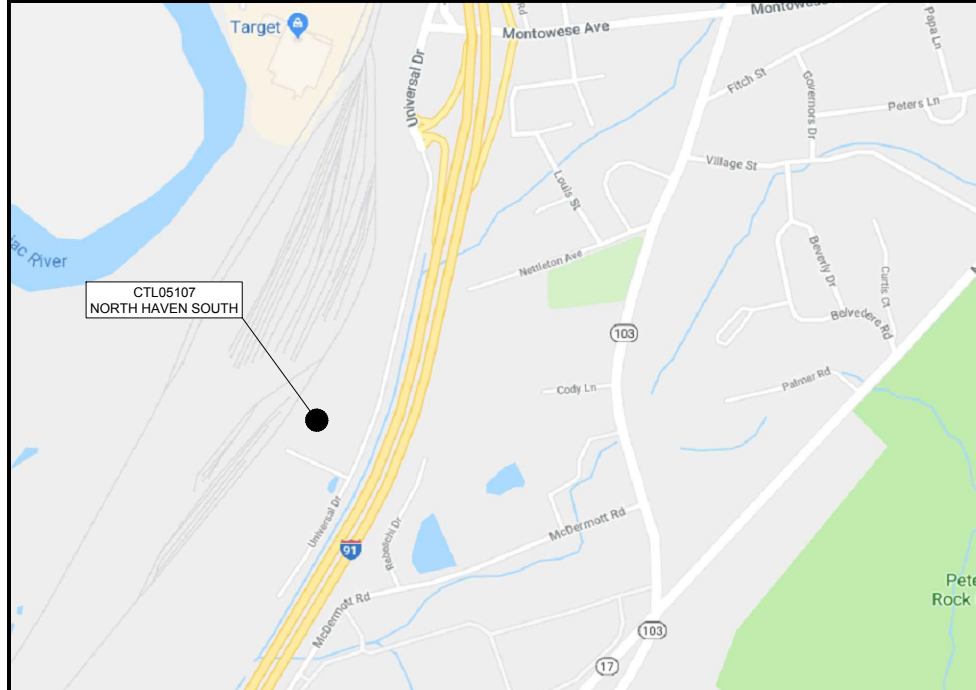 Target
Universal Dr
Rd
Montowese Ave
Montowese
Papa Ln
Fitch St
Governors Dr
Peters Ln
Village St
Louis St
Nettleton Ave
Beverly Dr
Curtis Ct
Belvedere Rd
ac River
CTL05107
NORTH HAVEN SOUTH
103
Cody Ln
Palmer Rd
Universal Dr
Rebeschi Dr
McDermott Rd
91
McDermott Rd
Pete
Rock
103
17